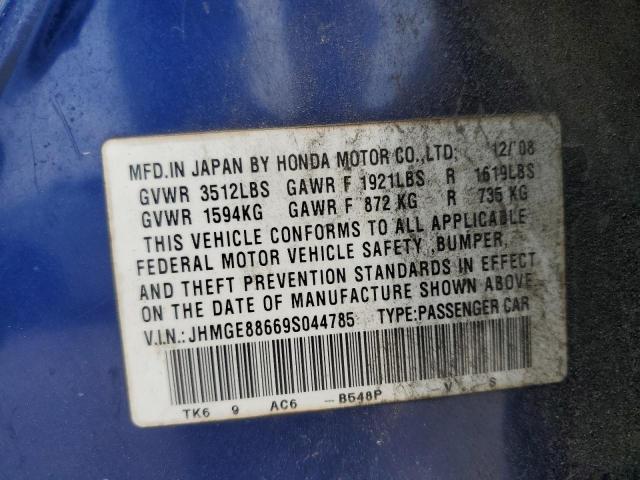 MFD.IN JAPAN BY HONDA MOTOR CO.,LTD: 12/'08
GVWR 3512LBS GAWR F 1921LBS R 1619LBS
GVWR 1594KG GAWR F 872 KG R 735 KG
THIS VEHICLE CONFORMS TO ALL APPLICABLE
FEDERAL MOTOR VEHICLE SAFETY, BUMPER,
AND THEFT PREVENTION STANDARDS IN EFFECT
ON THE DATE OF MANUFACTURE SHOWN ABOVE.
V.I.N.: JHMGE88669S044785 TYPE:PASSENGER CAR
TK6 9 AC6 -B548P - V S